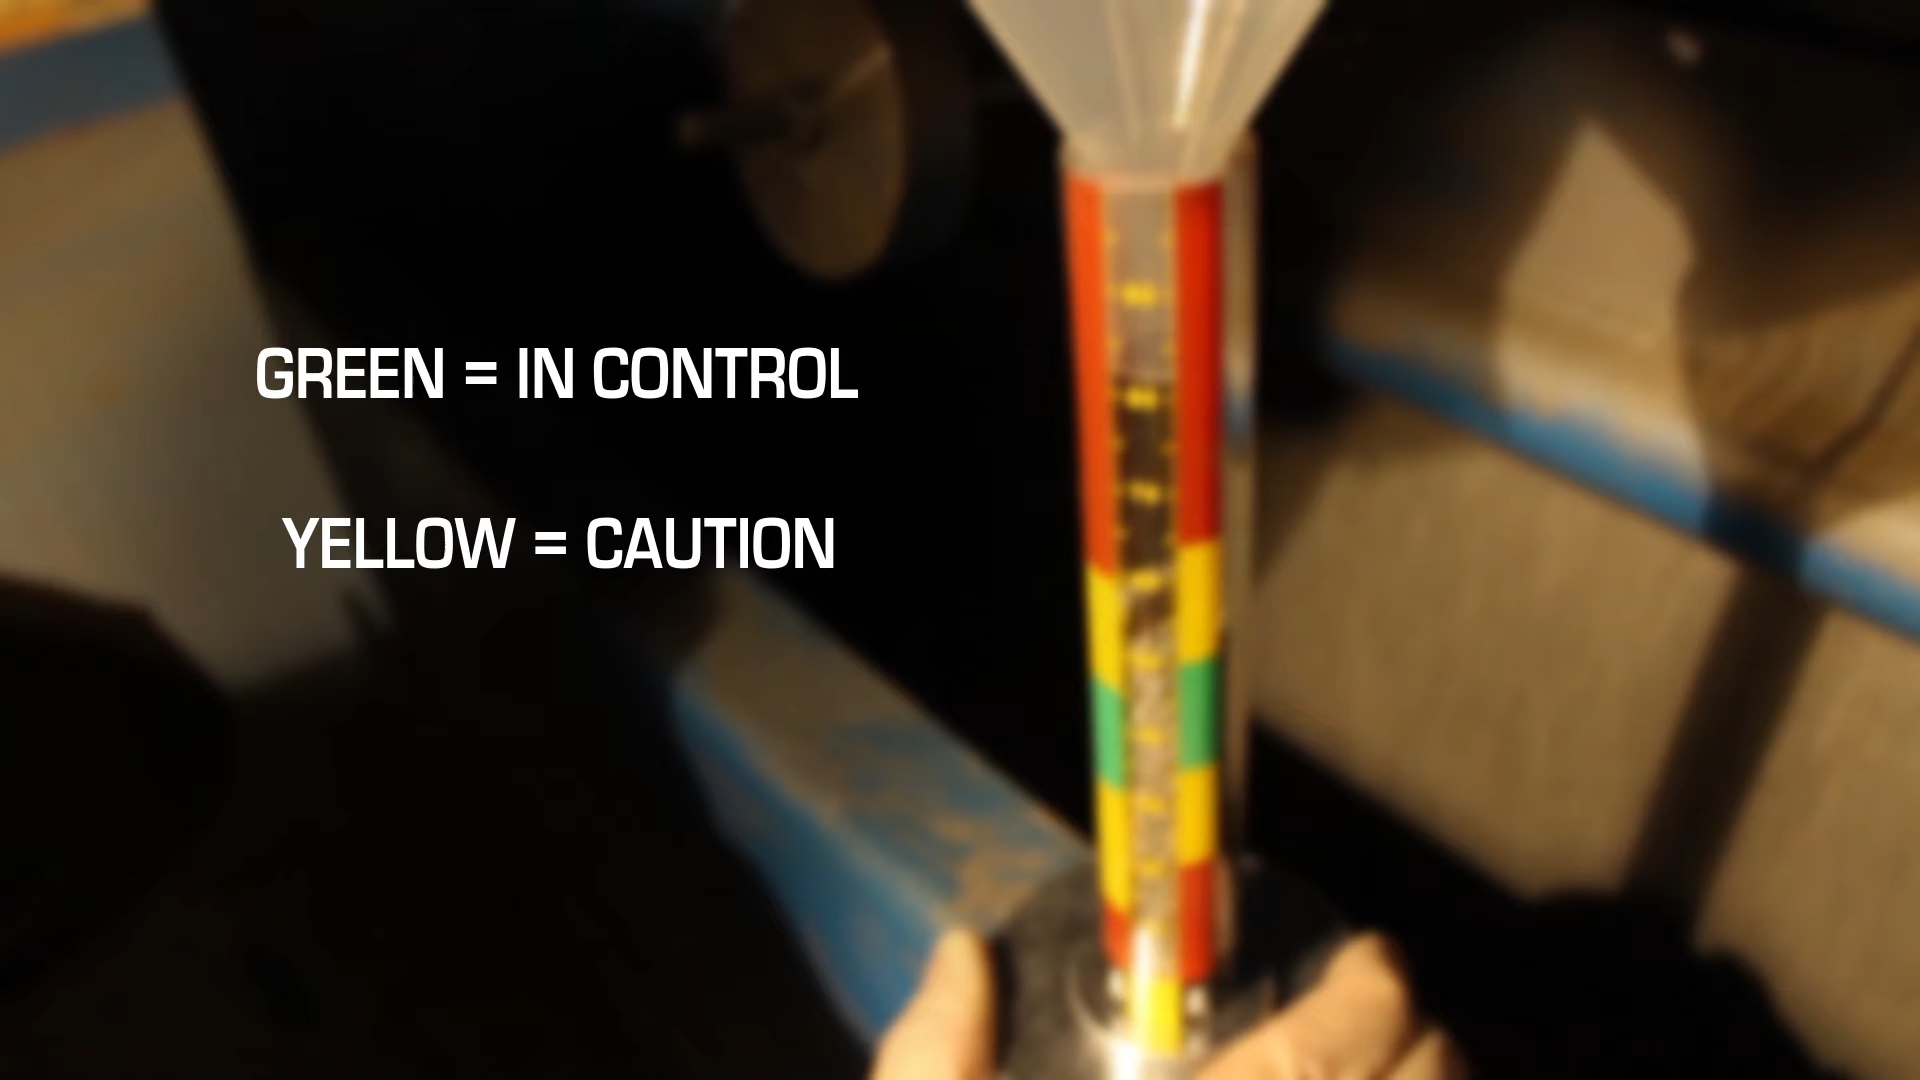 GREEN = IN CONTROL
YELLOW = CAUTION